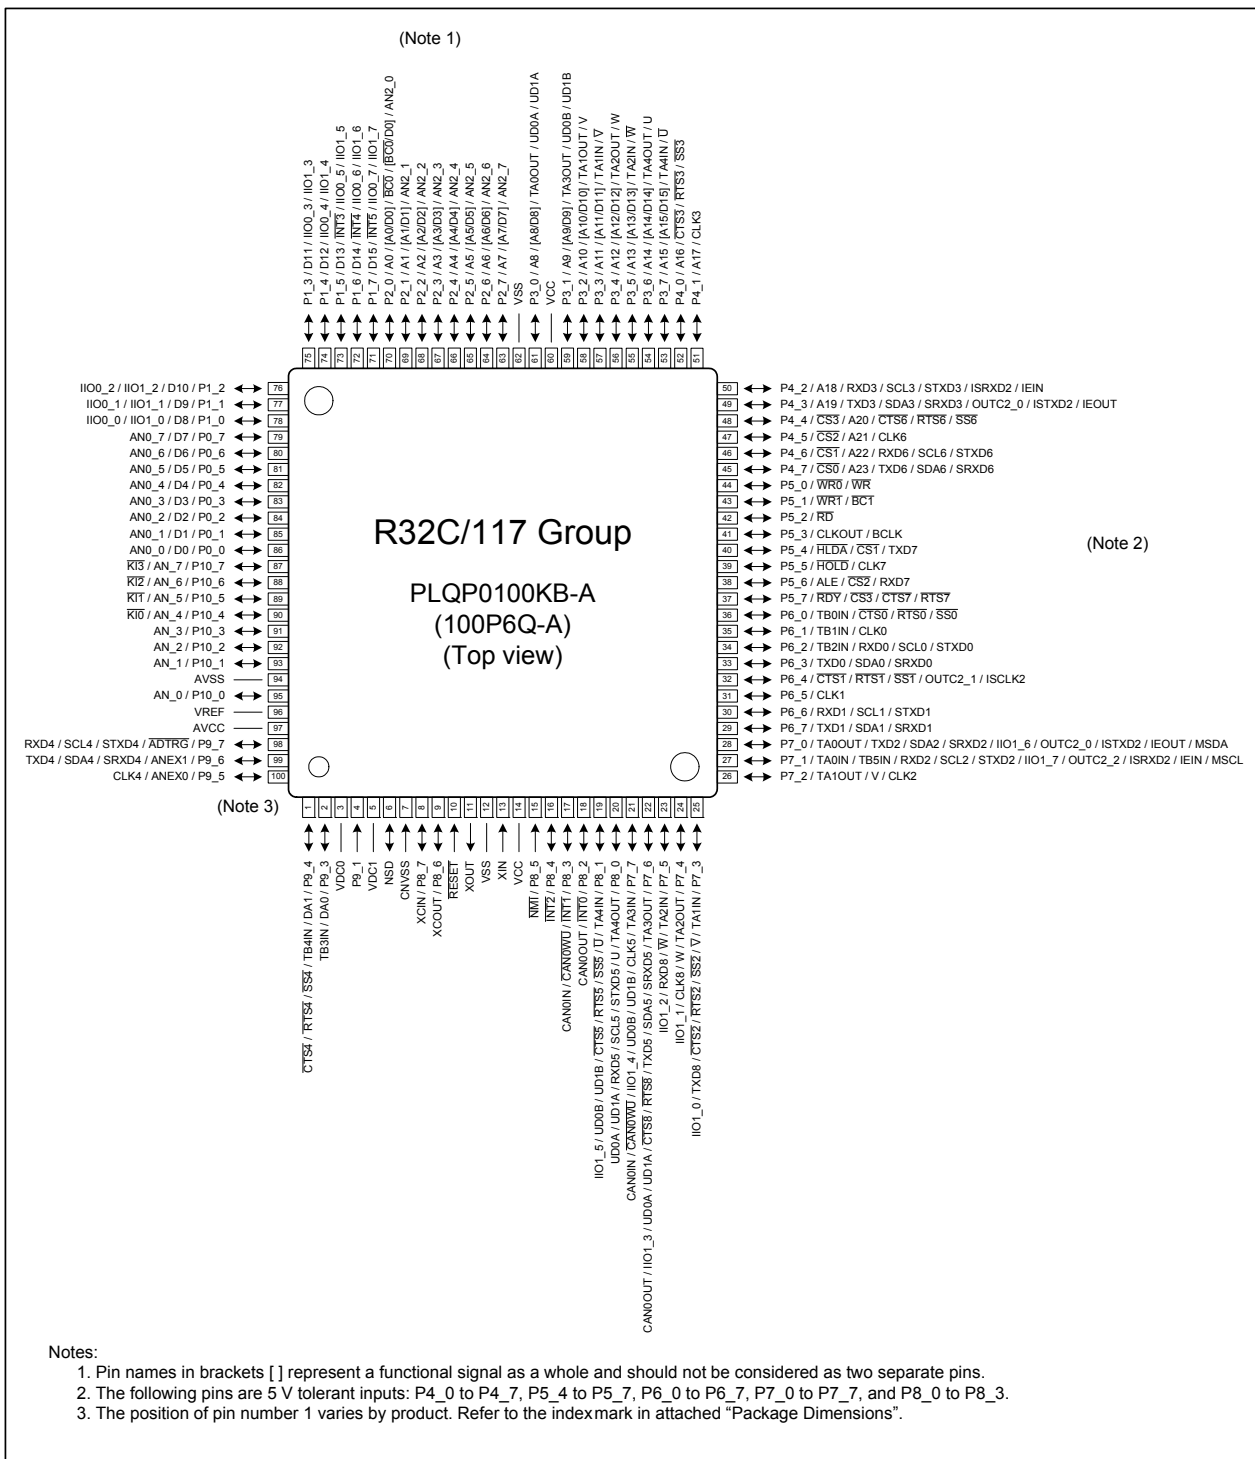 (Note 1)
P1_3 / D11 / IIO0_3 / IIO1_3
P1_4 / D12 / IIO0_4 / IIO1_4
P1_5 / D13 / INT3 / IIO0_5 / IIO1_5
P1_6 / D14 / INT4 / IIO0_6 / IIO1_6
P1_7 / D15 / INT5 / IIO0_7 / IIO1_7
P2_0 / A0 / [A0/D0] / BC0 / [BC0/D0] / AN2_0
P2_1 / A1 / [A1/D1] / AN2_1
P2_2 / A2 / [A2/D2] / AN2_2
P2_3 / A3 / [A3/D3] / AN2_3
P2_4 / A4 / [A4/D4] / AN2_4
P2_5 / A5 / [A5/D5] / AN2_5
P2_6 / A6 / [A6/D6] / AN2_6
P2_7 / A7 / [A7/D7] / AN2_7
VSS
P3_0 / A8 / [A8/D8] / TA0OUT / UD0A / UD1A
VCC
P3_1 / A9 / [A9/D9] / TA3OUT / UD0B / UD1B
P3_2 / A10 / [A10/D10] / TA1OUT / V
P3_3 / A11 / [A11/D11] / TA1IN / V
P3_4 / A12 / [A12/D12] / TA2OUT / W
P3_5 / A13 / [A13/D13] / TA2IN / W
P3_6 / A14 / [A14/D14] / TA4OUT / U
P3_7 / A15 / [A15/D15] / TA4IN / U
P4_0 / A16 / CTS3 / RTS3 / SS3
P4_1 / A17 / CLK3
75 74 73 72 71 70 69 68 67 66 65 64 63 62 61 60 59 58 57 56 55 54 53 52 51
IIO0_2 / IIO1_2 / D10 / P1_2 76
IIO0_1 / IIO1_1 / D9 / P1_1 77
IIO0_0 / IIO1_0 / D8 / P1_0 78
AN0_7 / D7 / P0_7 79
AN0_6 / D6 / P0_6 80
AN0_5 / D5 / P0_5 81
AN0_4 / D4 / P0_4 82
AN0_3 / D3 / P0_3 83
AN0_2 / D2 / P0_2 84
AN0_1 / D1 / P0_1 85
AN0_0 / D0 / P0_0 86
KI3 / AN_7 / P10_7 87
KI2 / AN_6 / P10_6 88
KI1 / AN_5 / P10_5 89
KI0 / AN_4 / P10_4 90
AN_3 / P10_3 91
AN_2 / P10_2 92
AN_1 / P10_1 93
AVSS 94
AN_0 / P10_0 95
VREF 96
AVCC 97
RXD4 / SCL4 / STXD4 / ADTRG / P9_7 98
TXD4 / SDA4 / SRXD4 / ANEX1 / P9_6 99
CLK4 / ANEX0 / P9_5 100
R32C/117 Group
PLQP0100KB-A
(100P6Q-A)
(Top view)
50 P4_2 / A18 / RXD3 / SCL3 / STXD3 / ISRXD2 / IEIN
49 P4_3 / A19 / TXD3 / SDA3 / SRXD3 / OUTC2_0 / ISTXD2 / IEOUT
48 P4_4 / CS3 / A20 / CTS6 / RTS6 / SS6
47 P4_5 / CS2 / A21 / CLK6
46 P4_6 / CS1 / A22 / RXD6 / SCL6 / STXD6
45 P4_7 / CS0 / A23 / TXD6 / SDA6 / SRXD6
44 P5_0 / WR0 / WR
43 P5_1 / WR1 / BC1
42 P5_2 / RD
41 P5_3 / CLKOUT / BCLK
40 P5_4 / HLDA / CS1 / TXD7
39 P5_5 / HOLD / CLK7
38 P5_6 / ALE / CS2 / RXD7
37 P5_7 / RDY / CS3 / CTS7 / RTS7
36 P6_0 / TB0IN / CTS0 / RTS0 / SS0
35 P6_1 / TB1IN / CLK0
34 P6_2 / TB2IN / RXD0 / SCL0 / STXD0
33 P6_3 / TXD0 / SDA0 / SRXD0
32 P6_4 / CTS1 / RTS1 / SS1 / OUTC2_1 / ISCLK2
31 P6_5 / CLK1
30 P6_6 / RXD1 / SCL1 / STXD1
29 P6_7 / TXD1 / SDA1 / SRXD1
28 P7_0 / TA0OUT / TXD2 / SDA2 / SRXD2 / IIO1_6 / OUTC2_0 / ISTXD2 / IEOUT / MSDA
27 P7_1 / TA0IN / TB5IN / RXD2 / SCL2 / STXD2 / IIO1_7 / OUTC2_2 / ISRXD2 / IEIN / MSCL
26 P7_2 / TA1OUT / V / CLK2
(Note 2)
(Note 3)
1 2 3 4 5 6 7 8 9 10 11 12 13 14 15 16 17 18 19 20 21 22 23 24 25
CTS4 / RTS4 / SS4 / TB4IN / DA1 / P9_4
TB3IN / DA0 / P9_3
VDC0
P9_1
VDC1
NSD
CNVSS
XCIN / P8_7
XCOUT / P8_6
RESET
XOUT
VSS
XIN
VCC
NMI / P8_5
INT2 / P8_4
CAN0IN / CAN0WU / INT1 / P8_3
CAN0OUT / INT0 / P8_2
IIO1_5 / UD0B / UD1B / CTS5 / RTS5 / SS5 / U / TA4IN / P8_1
UD0A / UD1A / RXD5 / SCL5 / STXD5 / U / TA4OUT / P8_0
CAN0IN / CAN0WU / IIO1_4 / UD0B / UD1B / CLK5 / TA3IN / P7_7
CAN0OUT / IIO1_3 / UD0A / UD1A / CTS8 / RTS8 / TXD5 / SDA5 / SRXD5 / TA3OUT / P7_6
IIO1_2 / RXD8 / W / TA2IN / P7_5
IIO1_1 / CLK8 / W / TA2OUT / P7_4
IIO1_0 / TXD8 / CTS2 / RTS2 / SS2 / V / TA1IN / P7_3
Notes:
1. Pin names in brackets [ ] represent a functional signal as a whole and should not be considered as two separate pins.
2. The following pins are 5 V tolerant inputs: P4_0 to P4_7, P5_4 to P5_7, P6_0 to P6_7, P7_0 to P7_7, and P8_0 to P8_3.
3. The position of pin number 1 varies by product. Refer to the index mark in attached “Package Dimensions”.